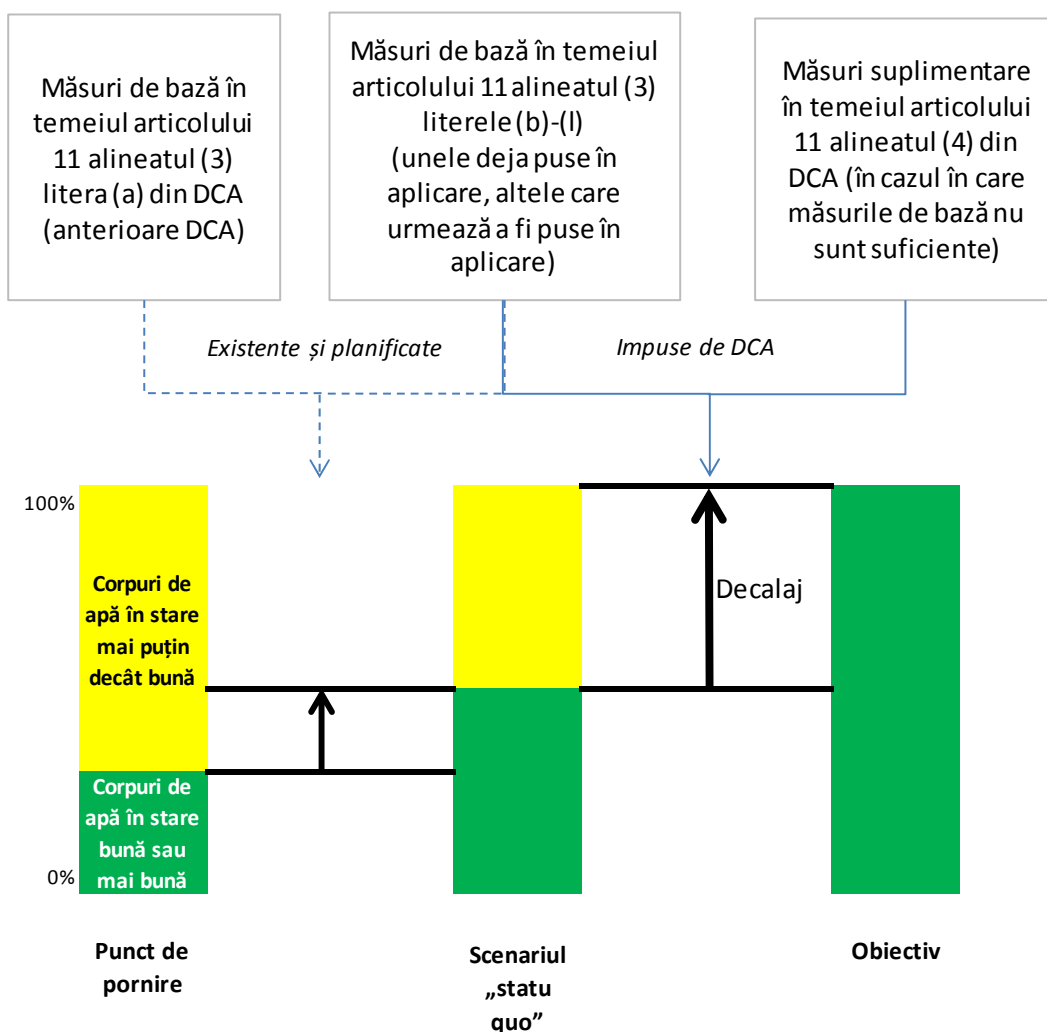 Măsuri de bază în
temeiul articolului
11 alineatul (3)
litera (a) din DCA
(anterioare DCA)
Măsuri de bază în temeiul
articolului 11 alineatul (3)
literele (b)-(l)
(unele deja puse în
aplicare, altele care
urmează a fi puse în
aplicare)
Măsuri suplimentare
în temeiul articolului
11 alineatul (4) din
DCA (în cazul în care
măsurile de bază nu
sunt suficiente)
Existente și planificate
Impuse de DCA
100%
Corpuri de
apă în stare
mai puțin
decât bună
Decalaj
Corpuri de
apă în stare
bună sau
mai bună
0%
Punct de
pornire
Scenariul
„statu
quo”
Obiectiv